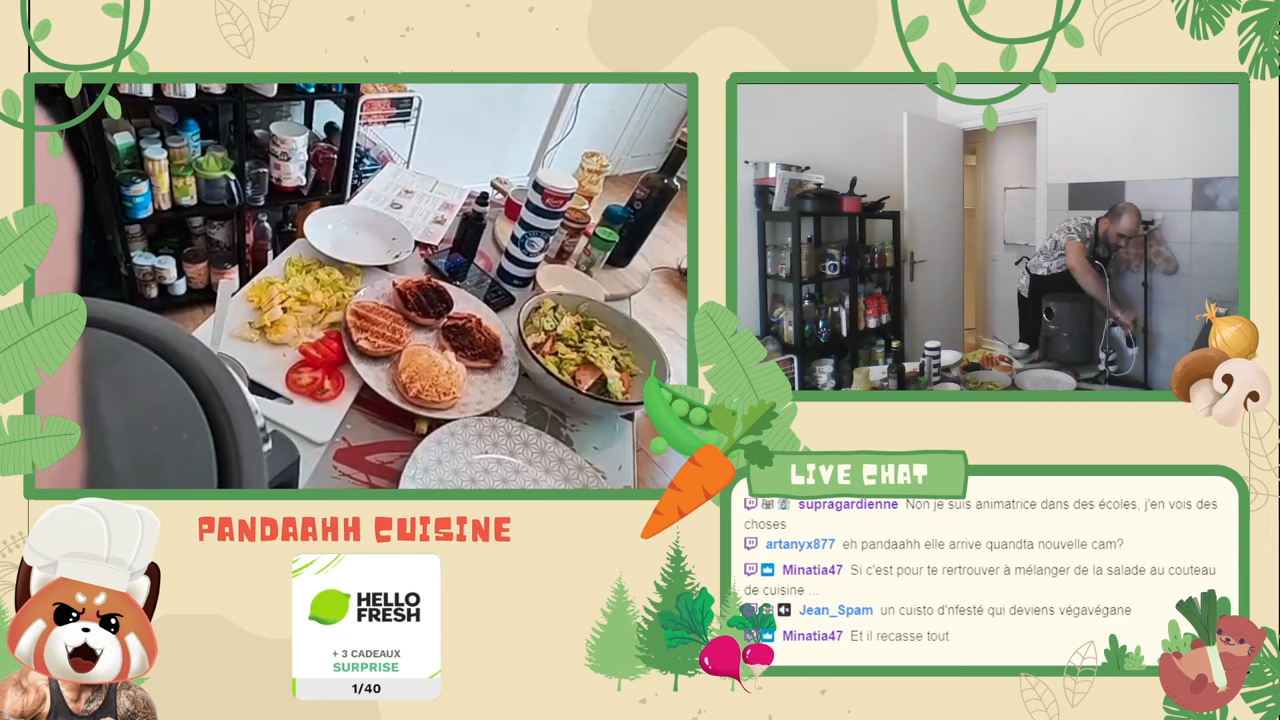 LIVE CHAT
supragardienne Non je suis animatrice dans des écoles, j'en vois des
choses
artanyx877 eh pandaahh elle arrive quandta nouvelle cam?
Minatia47 Si c'est pour te rertrouver à mélanger de la salade au couteau
de cuisine ...
Jean_Spam un cuisto d'nfesté qui deviens végavégane
Minatia47 Et il recasse tout
PANDAAHH CUISINE
HELLO
FRESH
+ 3 CADEAUX
SURPRISE
1/40